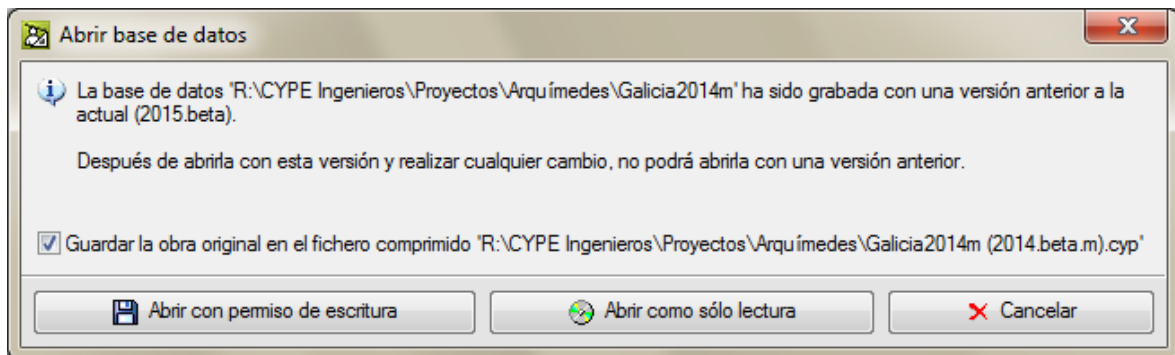 Abrir base de datos
La base de datos 'R:\CYPE Ingenieros\Proyectos\Arquímedes\Galicia2014m' ha sido grabada con una versión anterior a la
actual (2015.beta).
Después de abrirla con esta versión y realizar cualquier cambio, no podrá abrirla con una versión anterior.
Guardar la obra original en el fichero comprimido 'R:\CYPE Ingenieros\Proyectos\Arquímedes\Galicia2014m (2014.beta.m).cyp'
Abrir con permiso de escritura
Abrir como sólo lectura
Cancelar